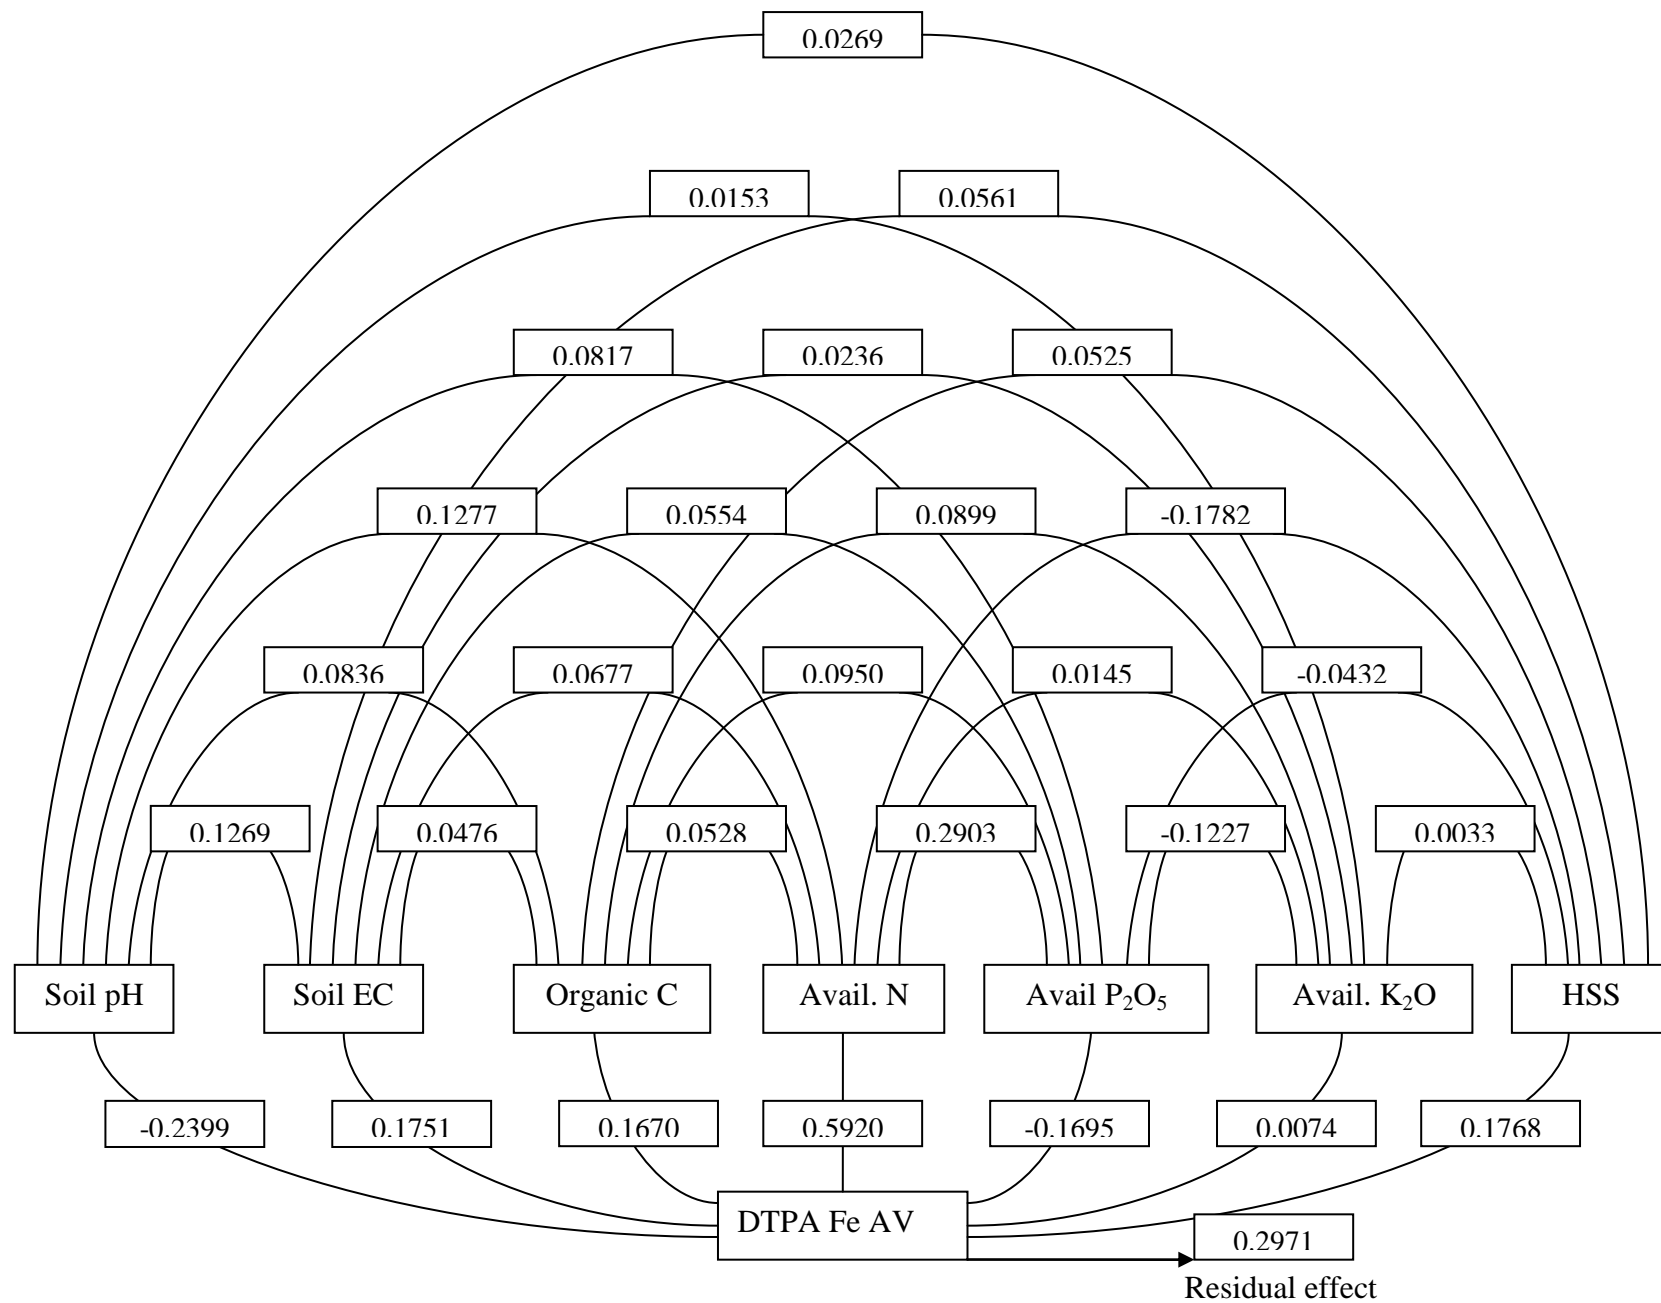 0.0269
0.0153 0.0561
0.0817 0.0236 0.0525
0.1277 0.0554 0.0899 -0.1782
0.0836 0.0677 0.0950 0.0145 -0.0432
0.1269 0.0476 0.0528 0.2903 -0.1227 0.0033
Soil pH Soil EC Organic C Avail. N Avail P₂O₅ Avail. K₂O HSS
-0.2399 0.1751 0.1670 0.5920 -0.1695 0.0074 0.1768
DTPA Fe AV
0.2971
Residual effect